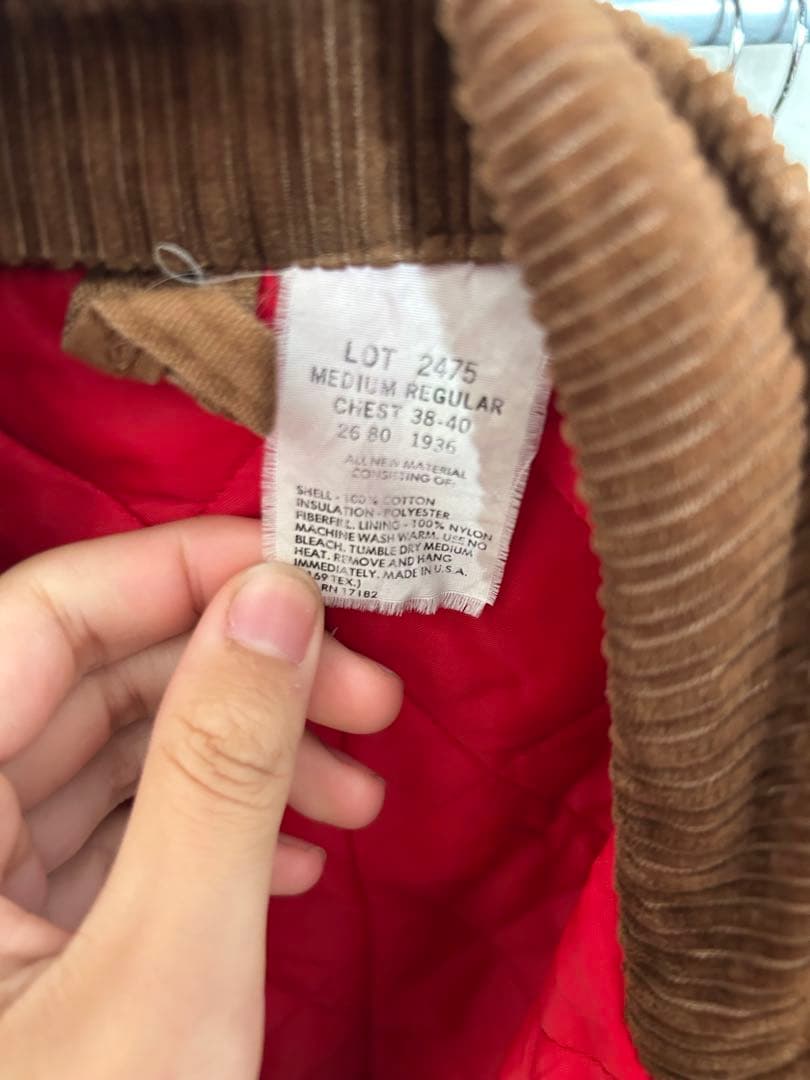 LOT 2475
MEDIUM REGULAR
CHEST 38-40
26 80 1936
ALL NEW MATERIAL
CONSISTING OF:
SHELL - 100% COTTON
INSULATION - POLYESTER
FIBERFILL. LINING - 100% NYLON
MACHINE WASH WARM. USE NO
BLEACH. TUMBLE DRY MEDIUM
HEAT. REMOVE AND HANG
IMMEDIATELY. MADE IN U.S.A.
TEX.)
RN 17182